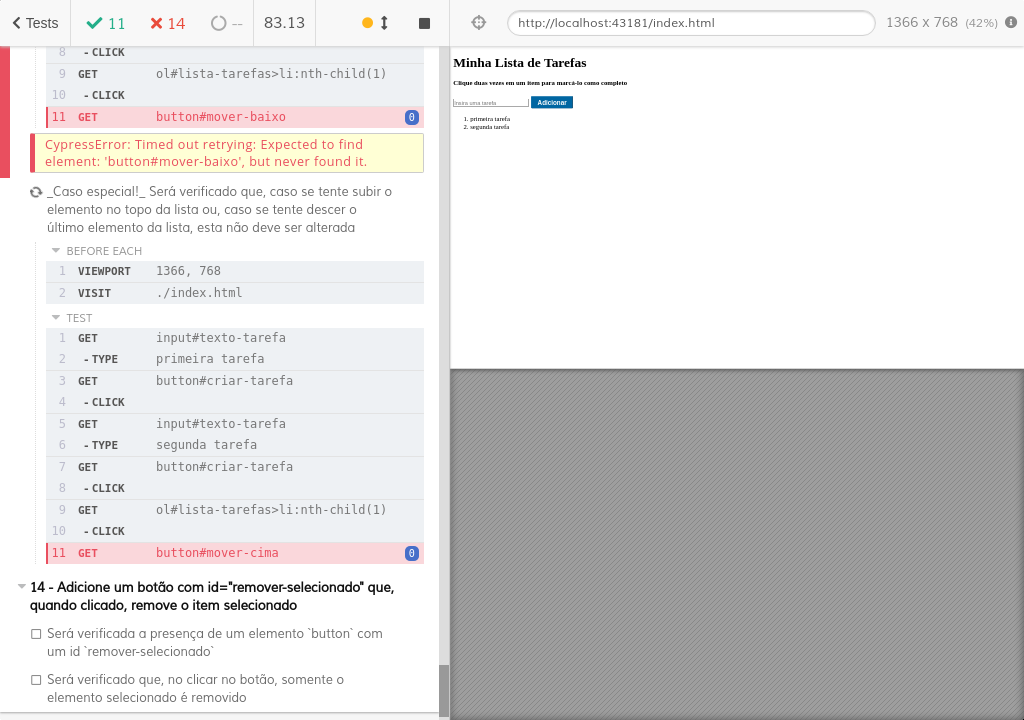 Tests
11
14
--
83.13
http://localhost:43181/index.html
1366 x 768 (42%)
8 - CLICK
9 GET ol#lista-tarefas>li:nth-child(1)
10 - CLICK
11 GET button#mover-baixo 0
CypressError: Timed out retrying: Expected to find
element: 'button#mover-baixo', but never found it.
_Caso especial!_ Será verificado que, caso se tente subir o
elemento no topo da lista ou, caso se tente descer o
último elemento da lista, esta não deve ser alterada
BEFORE EACH
1 VIEWPORT 1366, 768
2 VISIT ./index.html
TEST
1 GET input#texto-tarefa
2 - TYPE primeira tarefa
3 GET button#criar-tarefa
4 - CLICK
5 GET input#texto-tarefa
6 - TYPE segunda tarefa
7 GET button#criar-tarefa
8 - CLICK
9 GET ol#lista-tarefas>li:nth-child(1)
10 - CLICK
11 GET button#mover-cima 0
14 - Adicione um botão com id="remover-selecionado" que,
quando clicado, remove o item selecionado
Será verificada a presença de um elemento `button` com
um id `remover-selecionado`
Será verificado que, no clicar no botão, somente o
elemento selecionado é removido
Minha Lista de Tarefas
Clique duas vezes em um item para marcá-lo como completo
Insira uma tarefa Adicionar
1. primeira tarefa
2. segunda tarefa